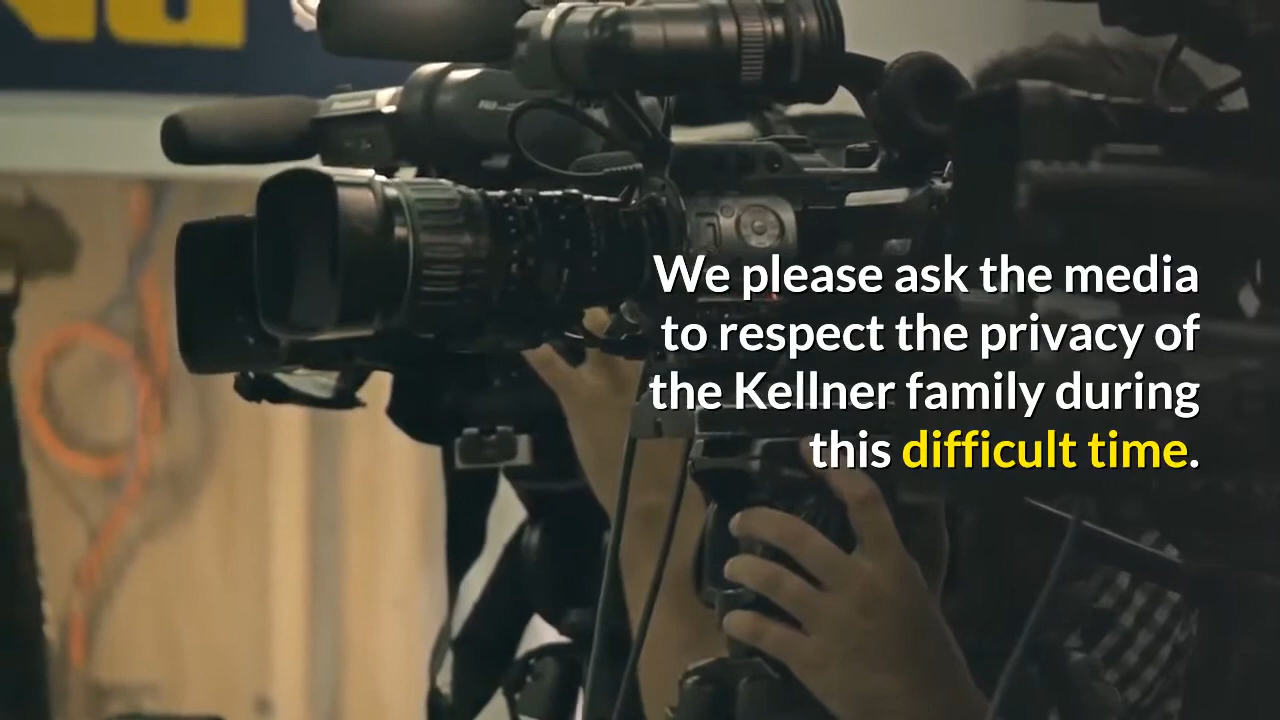 We please ask the media
to respect the privacy of
the Kellner family during
this difficult time.